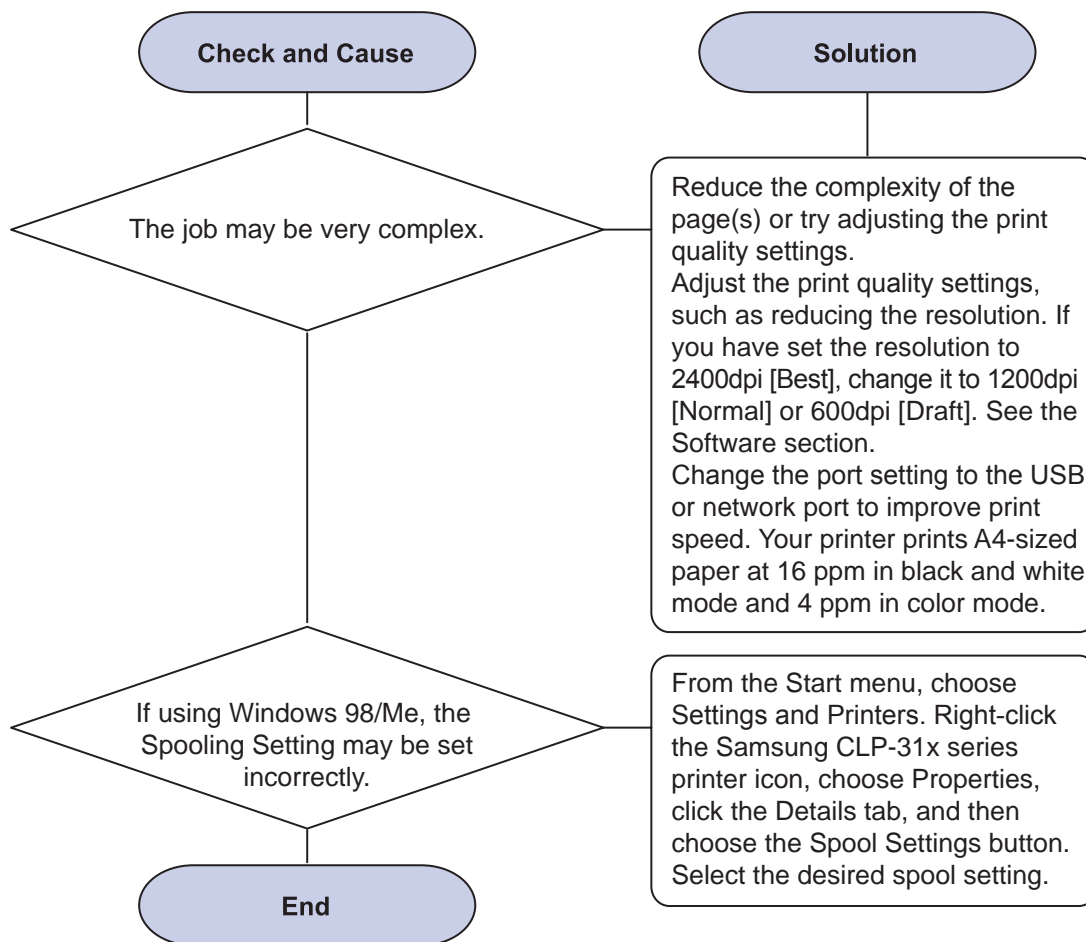 Check and Cause
Solution
The job may be very complex.
Reduce the complexity of the
page(s) or try adjusting the print
quality settings.
Adjust the print quality settings,
such as reducing the resolution. If
you have set the resolution to
2400dpi [Best], change it to 1200dpi
[Normal] or 600dpi [Draft]. See the
Software section.
Change the port setting to the USB
or network port to improve print
speed. Your printer prints A4-sized
paper at 16 ppm in black and white
mode and 4 ppm in color mode.
If using Windows 98/Me, the
Spooling Setting may be set
incorrectly.
From the Start menu, choose
Settings and Printers. Right-click
the Samsung CLP-31x series
printer icon, choose Properties,
click the Details tab, and then
choose the Spool Settings button.
Select the desired spool setting.
End